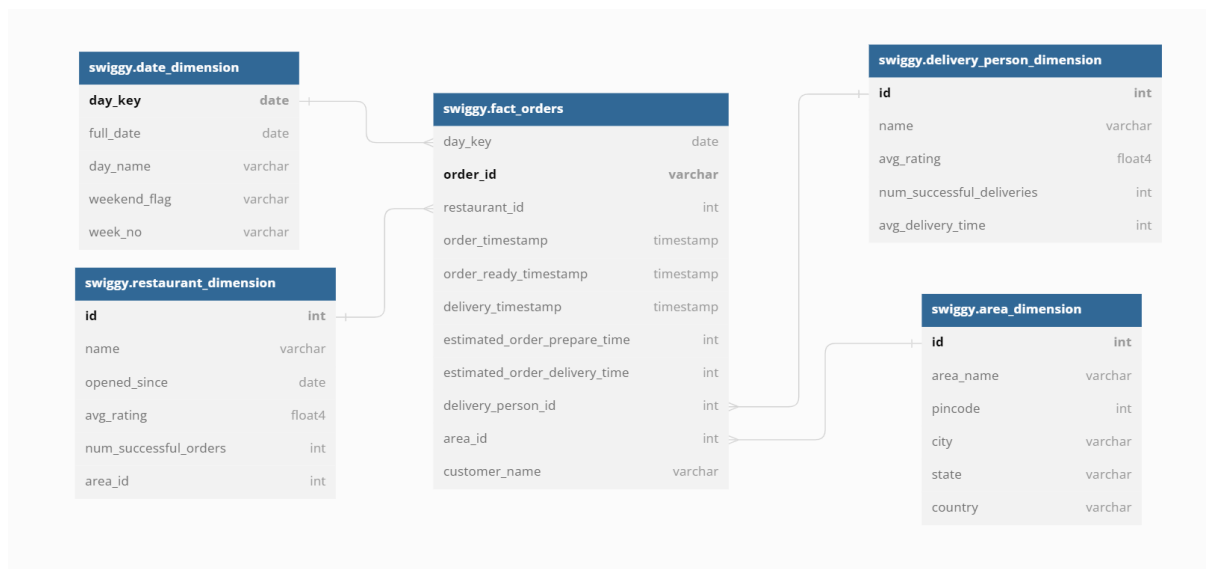 swiggy.date_dimension
day_key date
full_date date
day_name varchar
weekend_flag varchar
week_no varchar
swiggy.restaurant_dimension
id int
name varchar
opened_since date
avg_rating float4
num_successful_orders int
area_id int
swiggy.fact_orders
day_key date
order_id varchar
restaurant_id int
order_timestamp timestamp
order_ready_timestamp timestamp
delivery_timestamp timestamp
estimated_order_prepare_time int
estimated_order_delivery_time int
delivery_person_id int
area_id int
customer_name varchar
swiggy.delivery_person_dimension
id int
name varchar
avg_rating float4
num_successful_deliveries int
avg_delivery_time int
swiggy.area_dimension
id int
area_name varchar
pincode int
city varchar
state varchar
country varchar